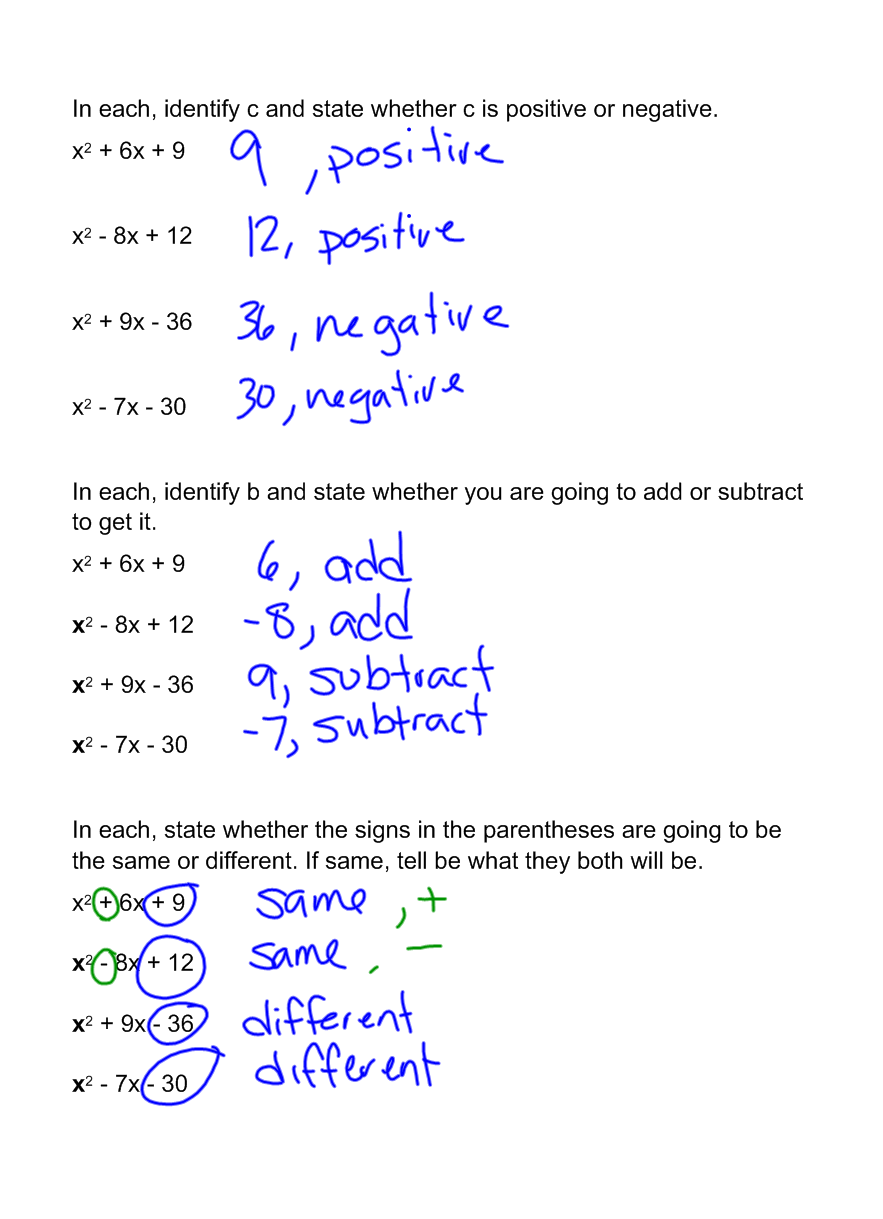 In each, identify c and state whether c is positive or negative.
x² + 6x + 9 9, positive
x² - 8x + 12 12, positive
x² + 9x - 36 36, negative
x² - 7x - 30 30, negative
In each, identify b and state whether you are going to add or subtract
to get it.
x² + 6x + 9 6, add
x² - 8x + 12 -8, add
x² + 9x - 36 9, subtract
x² - 7x - 30 -7, subtract
In each, state whether the signs in the parentheses are going to be
the same or different. If same, tell be what they both will be.
x² + 6x + 9 same, +
x² - 8x + 12 same, -
x² + 9x - 36 different
x² - 7x - 30 different